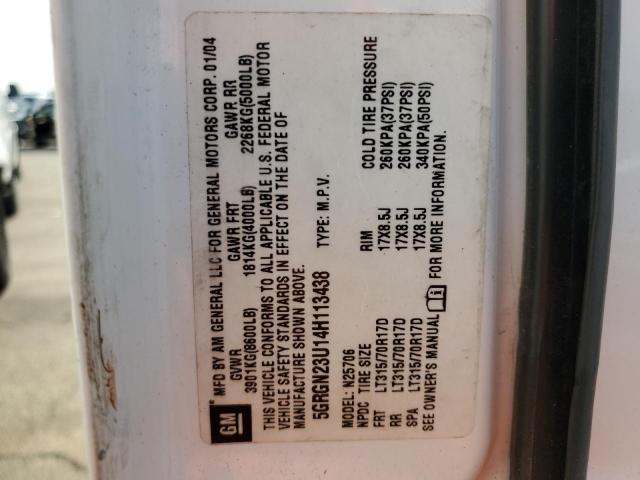 GM
MFD BY AM GENERAL LLC FOR GENERAL MOTORS CORP. 01/04
GVWR GAWR FRT GAWR RR
3901KG(8600LB) 1814KG(4000LB) 2268KG(5000LB)
THIS VEHICLE CONFORMS TO ALL APPLICABLE U.S. FEDERAL MOTOR
VEHICLE SAFETY STANDARDS IN EFFECT ON THE DATE OF
MANUFACTURE SHOWN ABOVE.
5GRGN23U14H113438 TYPE: M.P.V.
MODEL: N26706
NPDC TIRE SIZE RIM COLD TIRE PRESSURE
FRT LT315/70R17D 17X8.5J 260KPA(37PSI)
RR LT315/70R17D 17X8.5J 260KPA(37PSI)
SPA LT315/70R17D 17X8.5J 340KPA(50PSI)
SEE OWNER'S MANUAL FOR MORE INFORMATION.